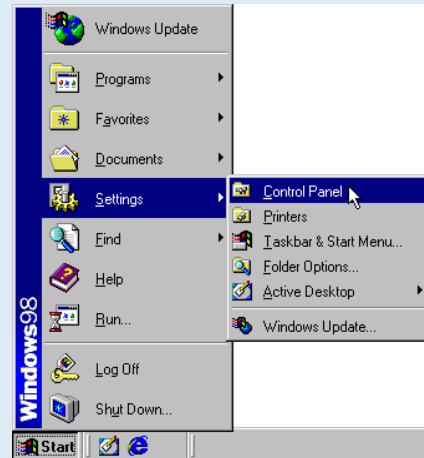 Windows Update
Programs
Favorites
Documents
Settings
Find
Help
Run...
Log Off
Shut Down...
Control Panel
Printers
Taskbar & Start Menu...
Folder Options...
Active Desktop
Windows Update...
Windows98
Start